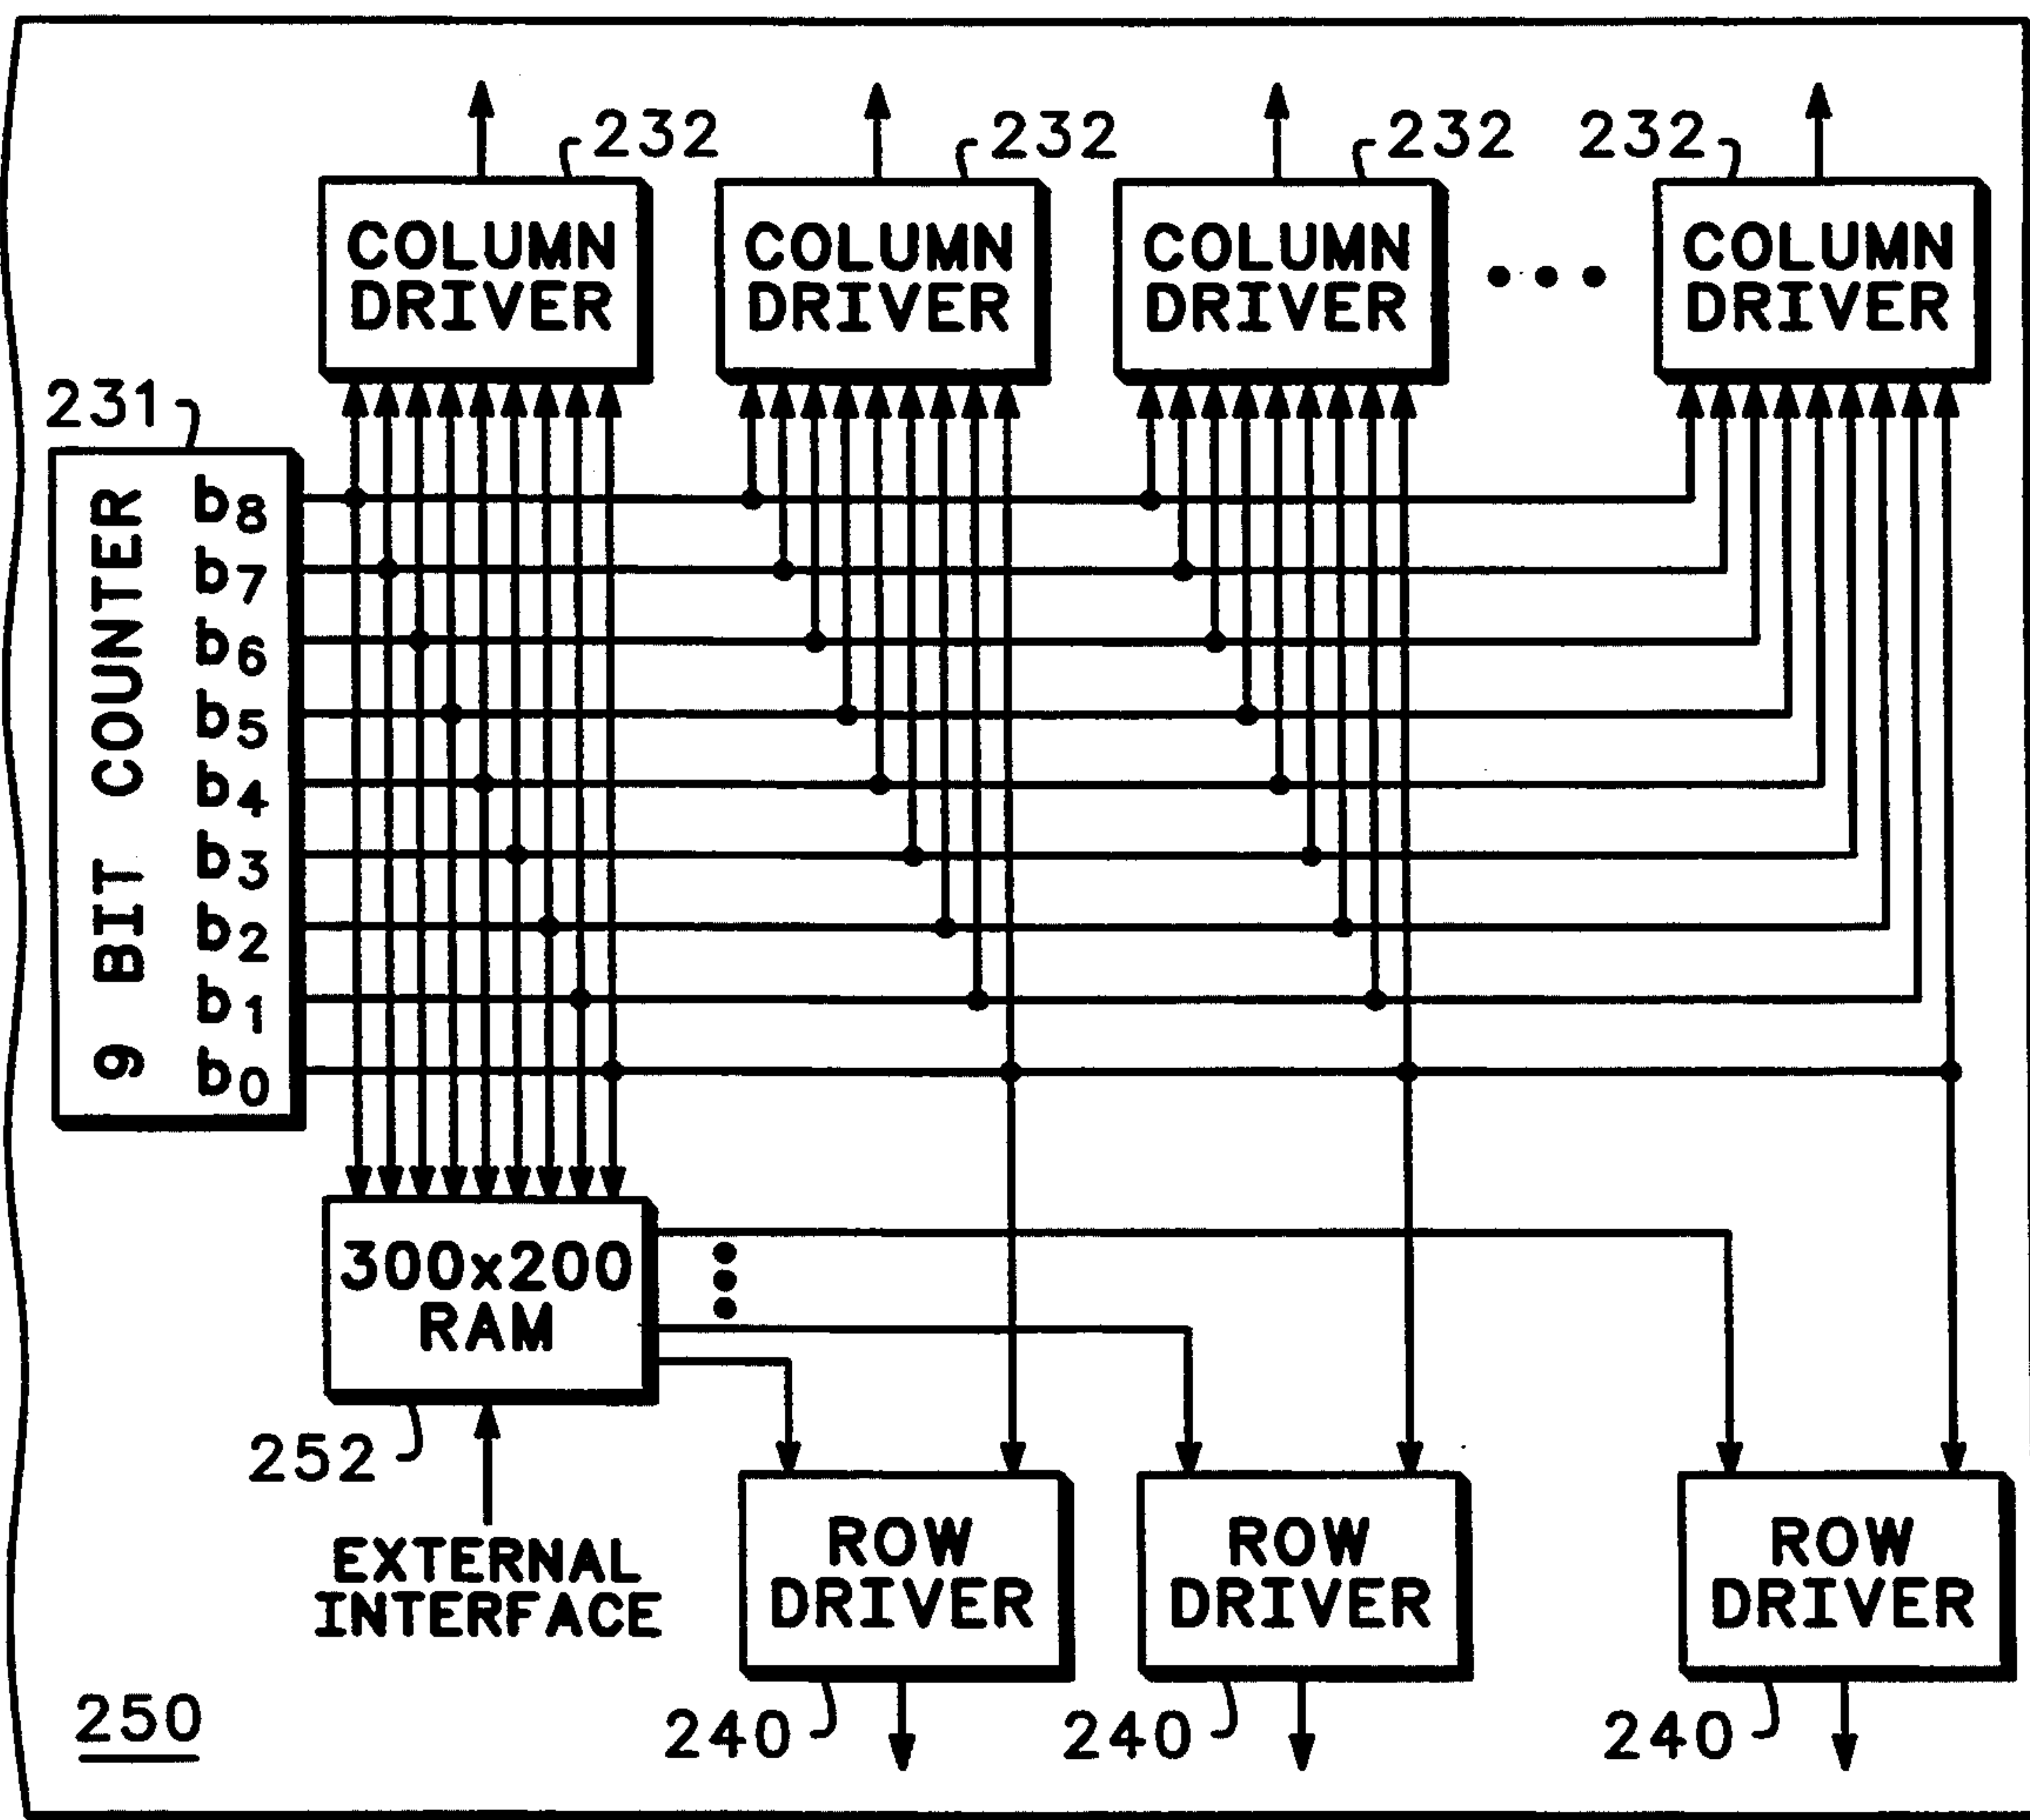 232 232 232 232
COLUMN
DRIVER
COLUMN
DRIVER
COLUMN
DRIVER
COLUMN
DRIVER
231
9 BIT COUNTER
b8
b7
b6
b5
b4
b3
b2
b1
b0
300x200
RAM
252
EXTERNAL
INTERFACE
ROW
DRIVER
ROW
DRIVER
ROW
DRIVER
240 240 240
250